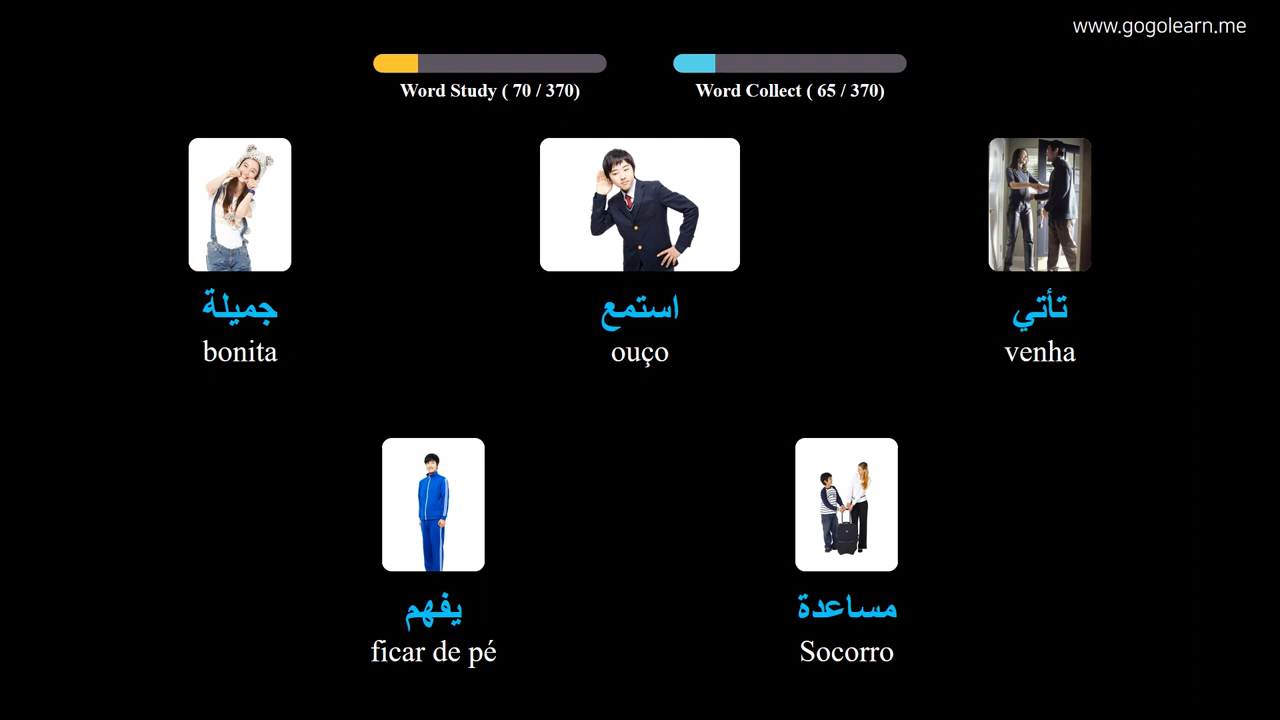 www.gogolearn.me
Word Study ( 70 / 370)
Word Collect ( 65 / 370)
جميلة
bonita
استمع
ouço
تأتي
venha
يفهم
ficar de pé
مساعدة
Socorro